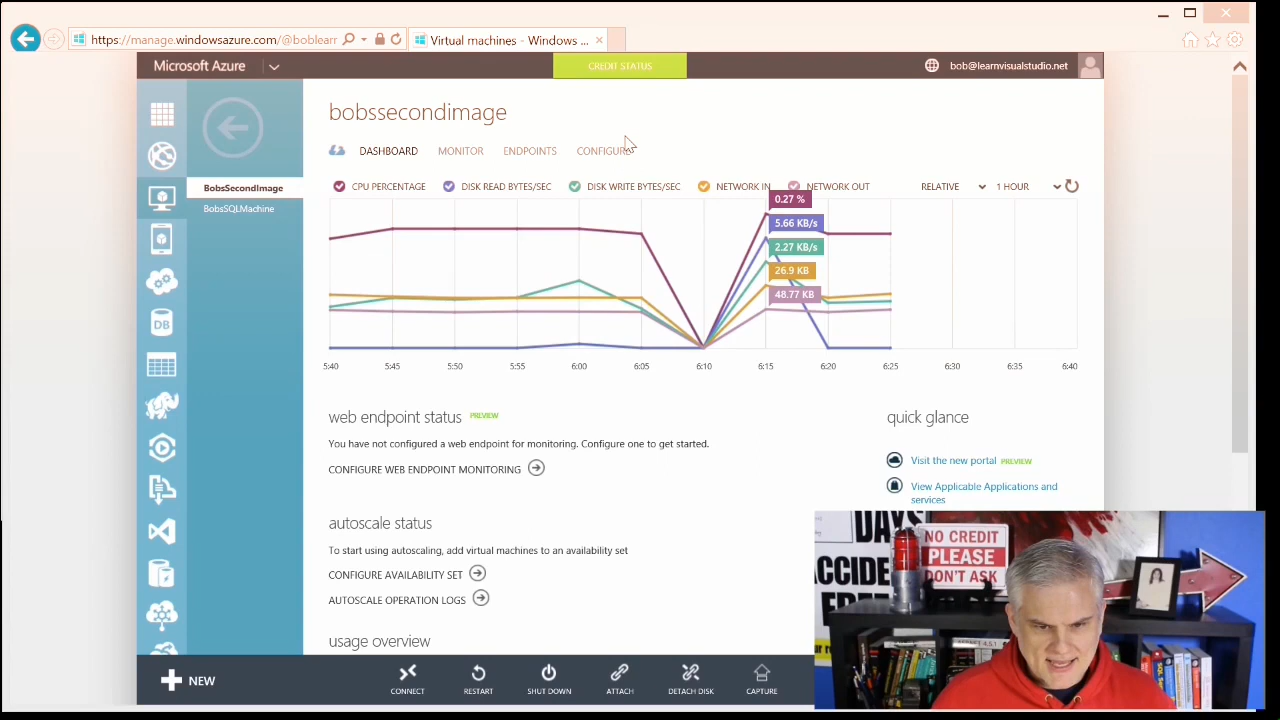 https://manage.windowsazure.com/@boblearr
Virtual machines - Windows ...
Microsoft Azure
CREDIT STATUS
bob@learnvisualstudio.net
bobssecondimage
DASHBOARD MONITOR ENDPOINTS CONFIGURE
BobsSecondImage
BobsSQLMachine
CPU PERCENTAGE DISK READ BYTES/SEC DISK WRITE BYTES/SEC NETWORK IN NETWORK OUT RELATIVE 1 HOUR
0.27 %
5.66 KB/s
2.27 KB/s
26.9 KB
48.77 KB
5:40 5:45 5:50 5:55 6:00 6:05 6:10 6:15 6:20 6:25 6:30 6:35 6:40
DB
web endpoint status PREVIEW
You have not configured a web endpoint for monitoring. Configure one to get started.
CONFIGURE WEB ENDPOINT MONITORING
quick glance
Visit the new portal PREVIEW
View Applicable Applications and
services
autoscale status
To start using autoscaling, add virtual machines to an availability set
CONFIGURE AVAILABILITY SET
AUTOSCALE OPERATION LOGS
usage overview
NEW
CONNECT RESTART SHUT DOWN ATTACH DETACH DISK CAPTURE
DAYS
ACCIDE
FREE
NO CREDIT
PLEASE
DON'T ASK